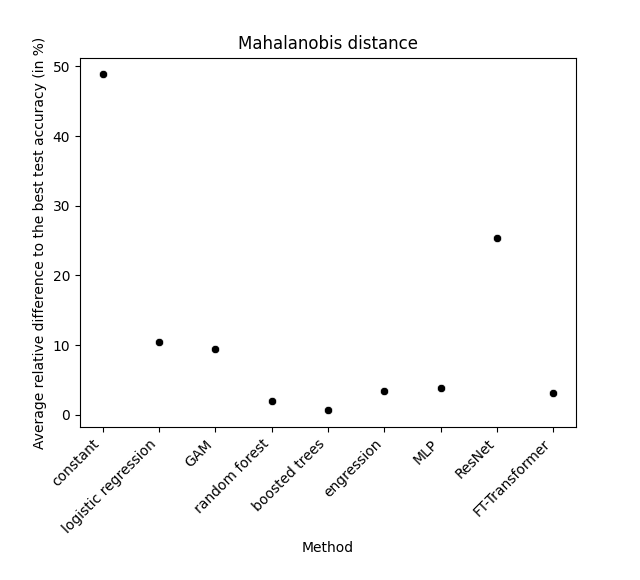 Mahalanobis distance
Average relative difference to the best test accuracy (in %)
50
40
30
20
10
0
constant
logistic regression
GAM
random forest
boosted trees
engression
MLP
ResNet
FT-Transformer
Method